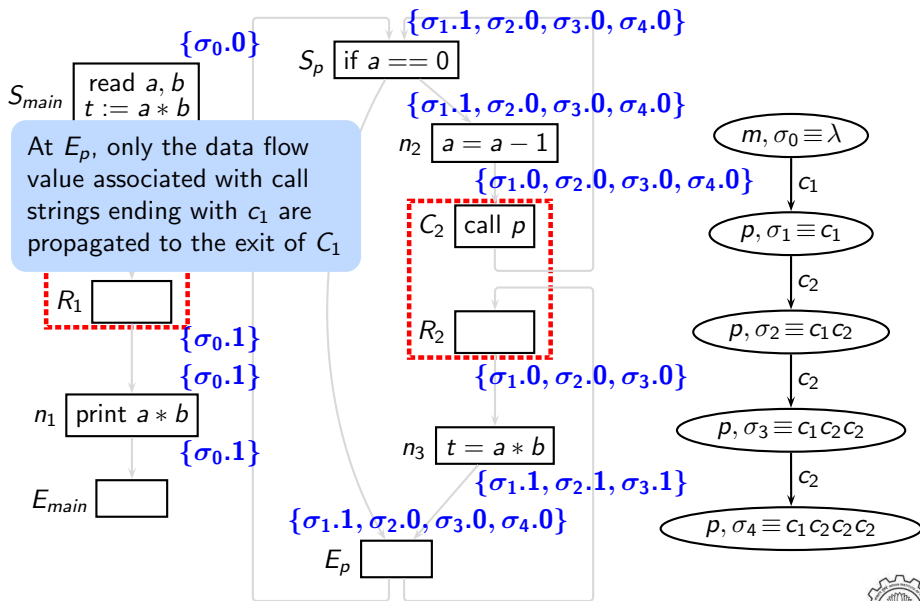 {σ₀.0}
S_main
read a, b
t := a ∗ b
At E_p, only the data flow
value associated with call
strings ending with c₁ are
propagated to the exit of C₁
R₁
{σ₀.1}
{σ₀.1}
n₁ print a ∗ b
{σ₀.1}
E_main
{σ₁.1, σ₂.0, σ₃.0, σ₄.0}
S_p if a == 0
{σ₁.1, σ₂.0, σ₃.0, σ₄.0}
n₂ a = a − 1
{σ₁.0, σ₂.0, σ₃.0, σ₄.0}
C₂ call p
R₂
{σ₁.0, σ₂.0, σ₃.0}
n₃ t = a ∗ b
{σ₁.1, σ₂.1, σ₃.1}
{σ₁.1, σ₂.0, σ₃.0, σ₄.0}
E_p
m, σ₀ ≡ λ
c₁
p, σ₁ ≡ c₁
c₂
p, σ₂ ≡ c₁c₂
c₂
p, σ₃ ≡ c₁c₂c₂
c₂
p, σ₄ ≡ c₁c₂c₂c₂